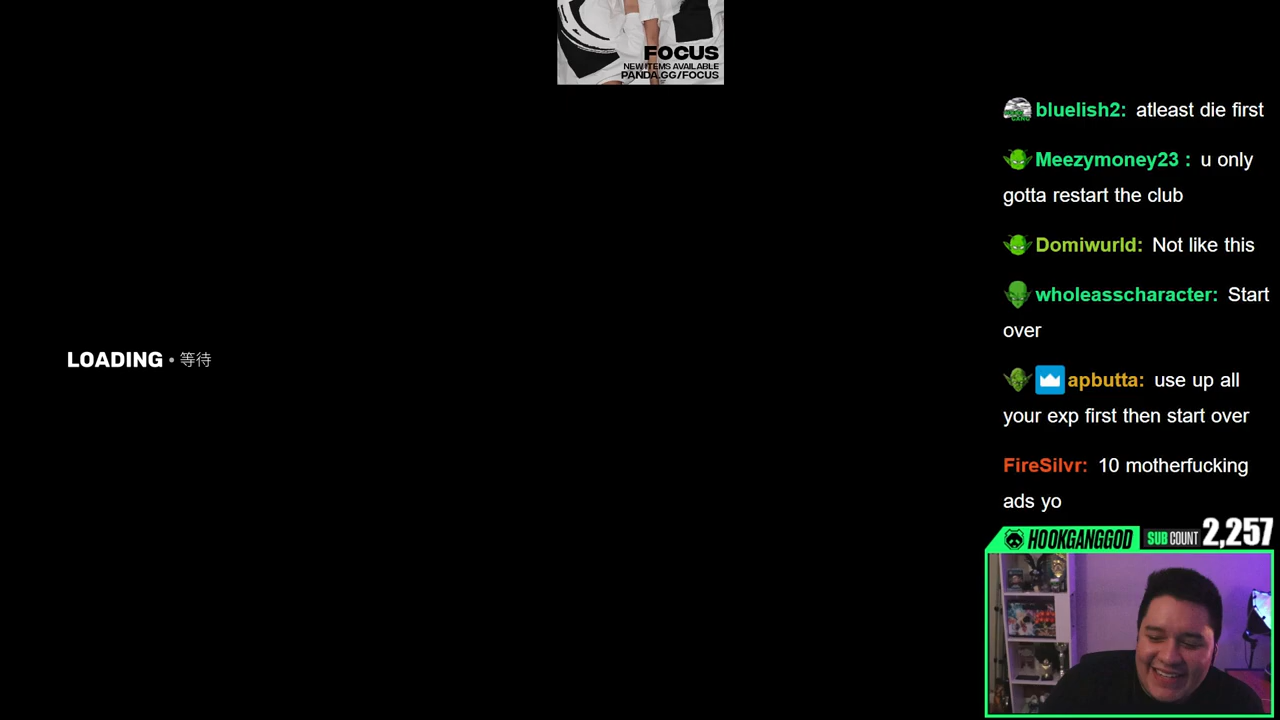 FOCUS
NEW ITEMS AVAILABLE
PANDA.GG/FOCUS
bluelish2: atleast die first
Meezymoney23 : u only
gotta restart the club
Domiwurld: Not like this
wholeasscharacter: Start
over
LOADING • 等待
apbutta: use up all
your exp first then start over
FireSilvr: 10 motherfucking
ads yo
HOOKGANGGOD SUB COUNT 2,257